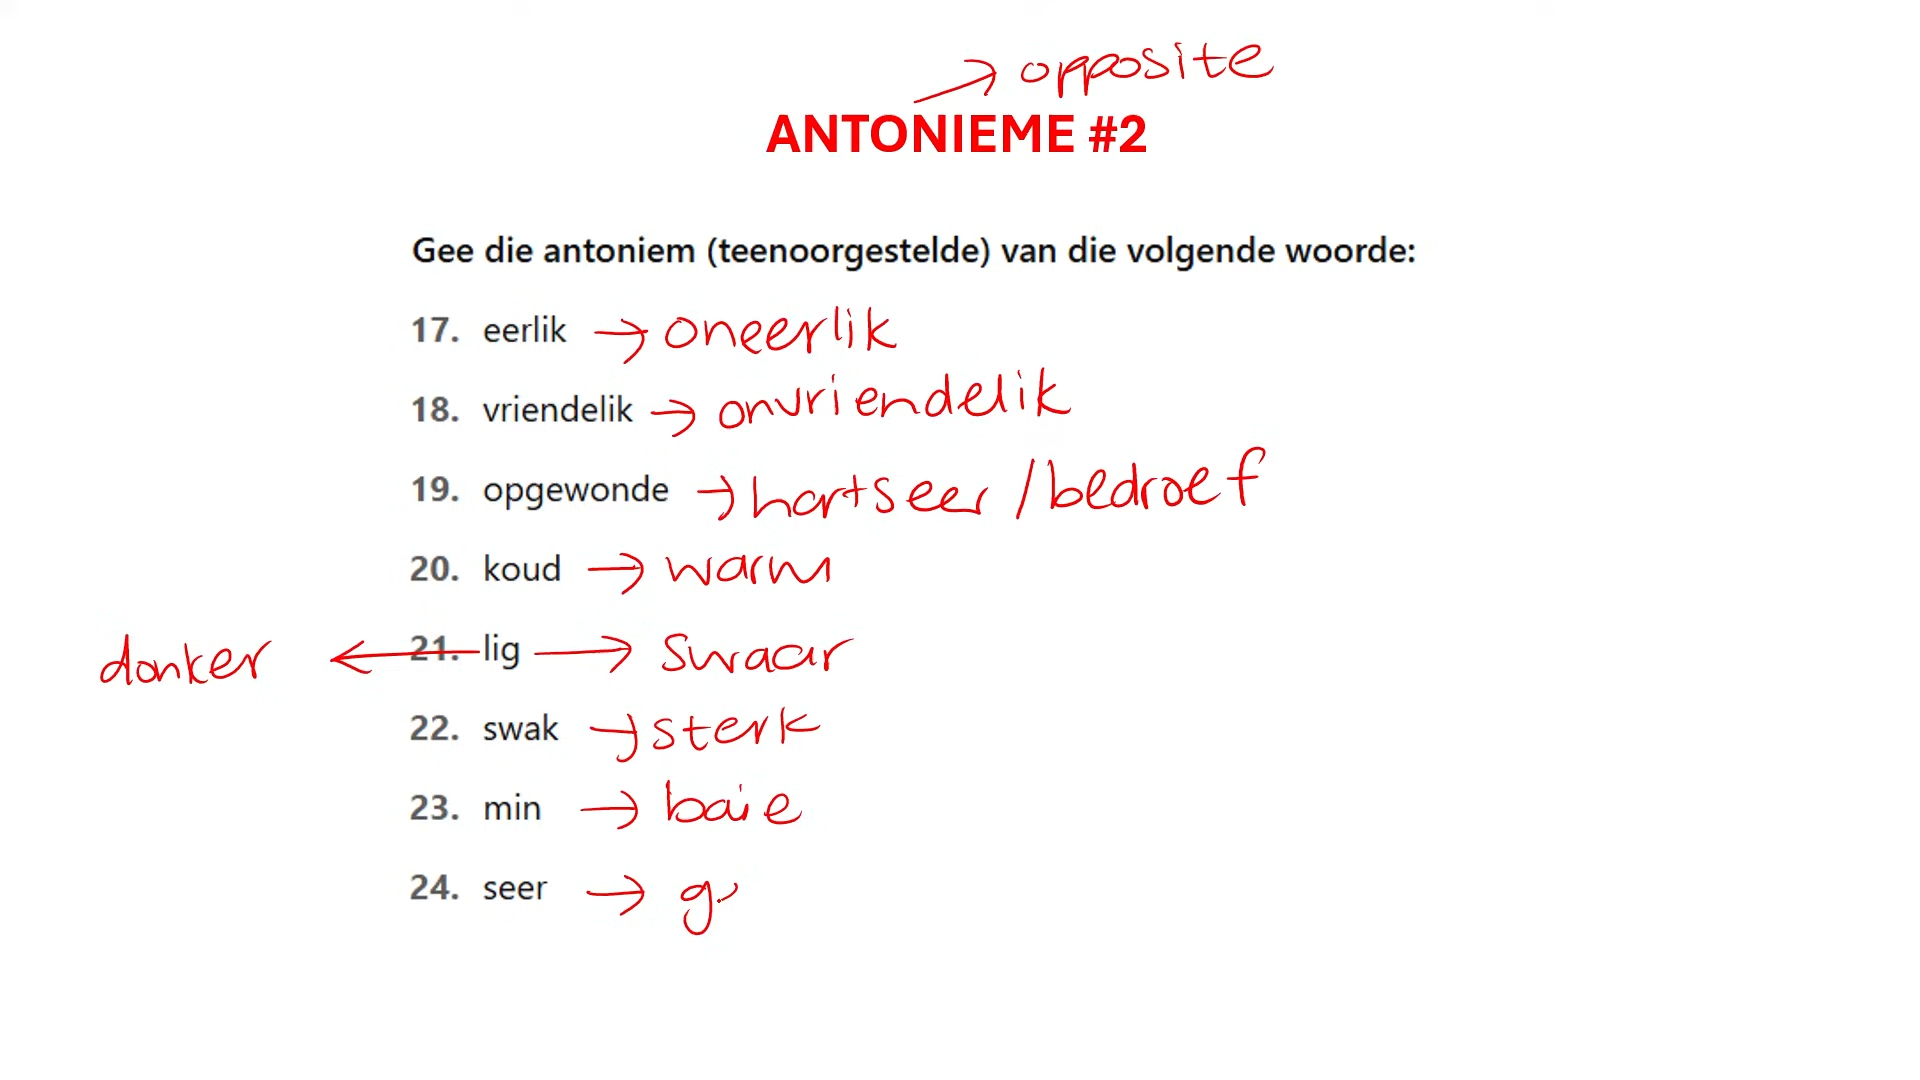 opposite
ANTONIEME #2
Gee die antoniem (teenoorgestelde) van die volgende woorde:
17. eerlik → oneerlik
18. vriendelik → onvriendelik
19. opgewonde → hartseer / bedroef
20. koud → warm
donker ← 21. lig → swaar
22. swak → sterk
23. min → baie
24. seer → g